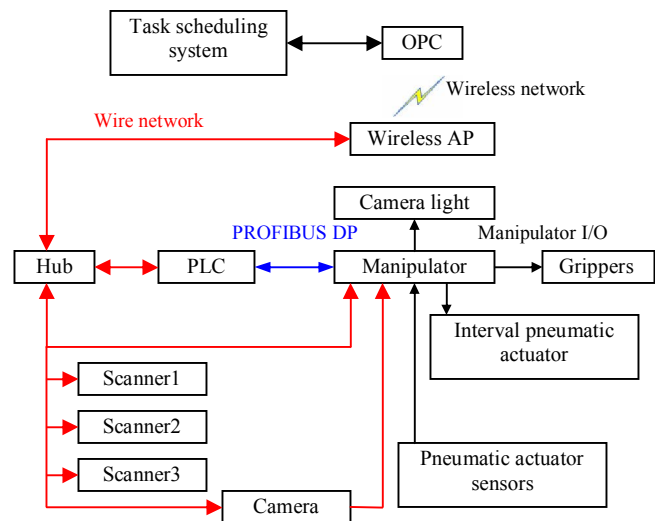 Task scheduling
system
OPC
Wireless network
Wire network
Wireless AP
Camera light
PROFIBUS DP
Manipulator I/O
Hub
PLC
Manipulator
Grippers
Interval pneumatic
actuator
Scanner1
Scanner2
Scanner3
Pneumatic actuator
sensors
Camera